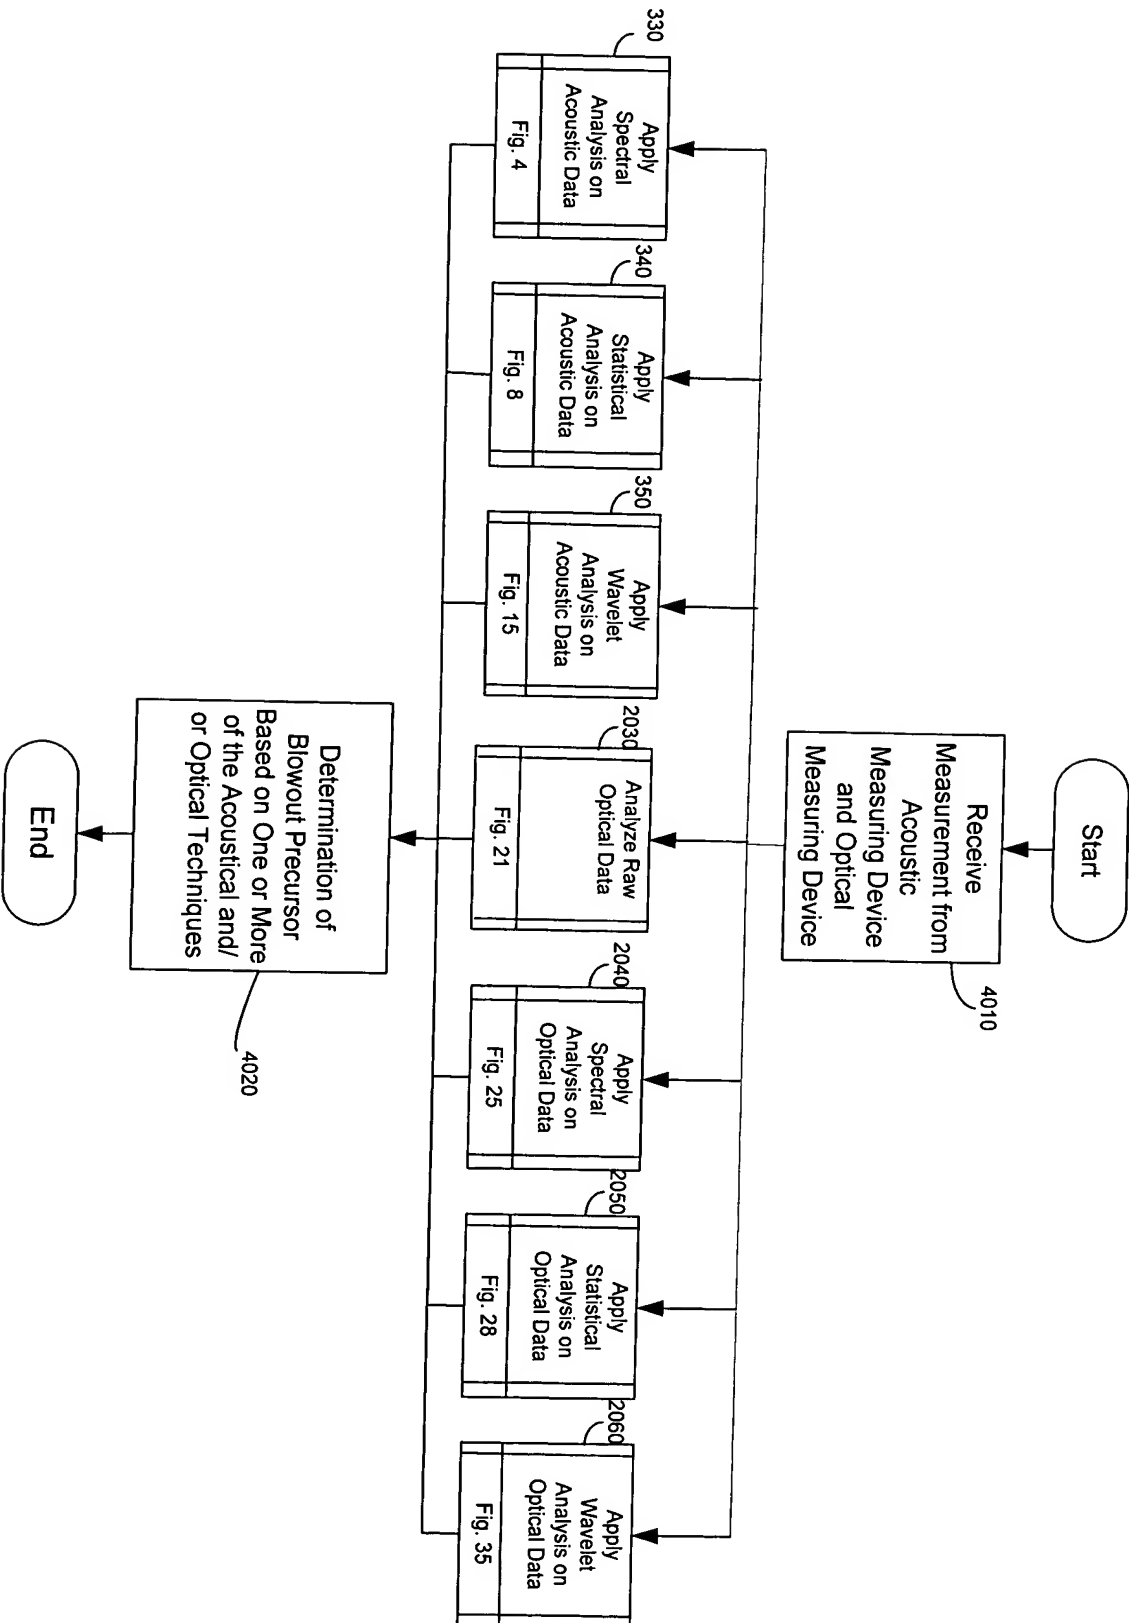 Start
Receive
Measurement from
Acoustic
Measuring Device
and Optical
Measuring Device
4010
330
Apply
Spectral
Analysis on
Acoustic Data
Fig. 4
340
Apply
Statistical
Analysis on
Acoustic Data
Fig. 8
350
Apply
Wavelet
Analysis on
Acoustic Data
Fig. 15
2030
Analyze Raw
Optical Data
Fig. 21
2040
Apply
Spectral
Analysis on
Optical Data
Fig. 25
2050
Apply
Statistical
Analysis on
Optical Data
Fig. 28
2060
Apply
Wavelet
Analysis on
Optical Data
Fig. 35
Determination of
Blowout Precursor
Based on One or More
of the Acoustical and/
or Optical Techniques
4020
End